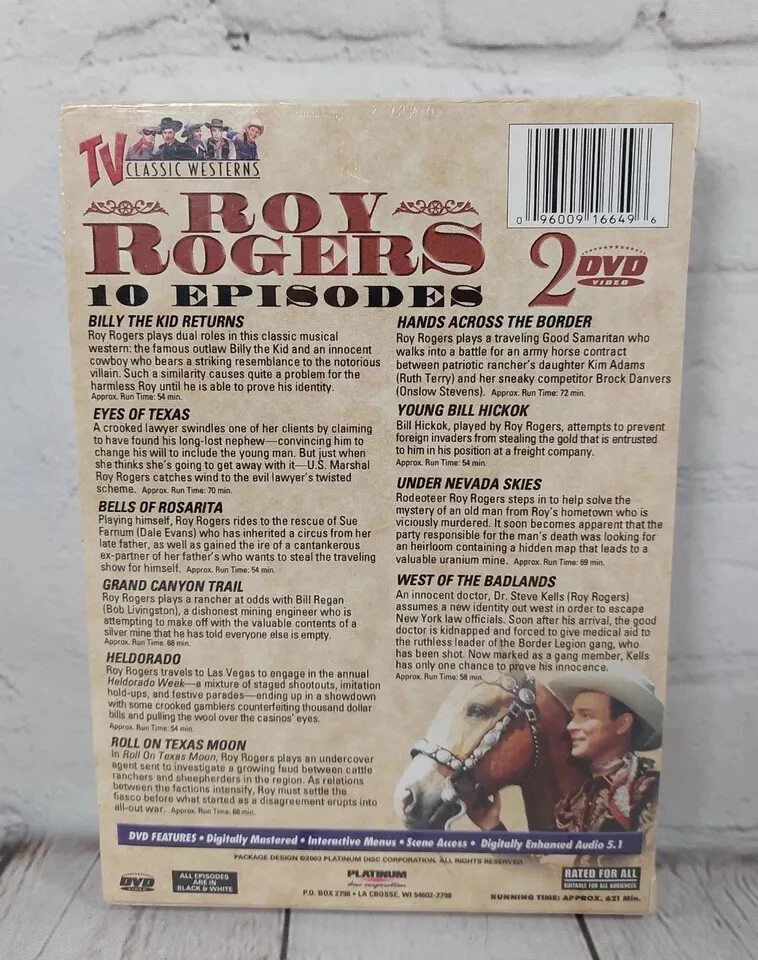 TV
CLASSIC WESTERNS
0 96009 16649 6
ROY
ROGERS
10 EPISODES
2 DVD
VIDEO
BILLY THE KID RETURNS
Roy Rogers plays dual roles in this classic musical
western: the famous outlaw Billy the Kid and an innocent
cowboy who bears a striking resemblance to the notorious
villain. Such a similarity causes quite a problem for the
harmless Roy until he is able to prove his identity.
Approx. Run Time: 54 min.
EYES OF TEXAS
A crooked lawyer swindles one of her clients by claiming
to have found his long-lost nephew—convincing him to
change his will to include the young man. But just when
she thinks she's going to get away with it—U.S. Marshal
Roy Rogers catches wind to the evil lawyer's twisted
scheme. Approx. Run Time: 70 min.
BELLS OF ROSARITA
Playing himself, Roy Rogers rides to the rescue of Sue
Farnum (Dale Evans) who has inherited a circus from her
late father, as well as gained the ire of a cantankerous
ex-partner of her father's who wants to steal the traveling
show for himself. Approx. Run Time: 54 min.
GRAND CANYON TRAIL
Roy Rogers plays a rancher at odds with Bill Regan
(Bob Livingston), a dishonest mining engineer who is
attempting to make off with the valuable contents of a
silver mine that he has told everyone else is empty.
Approx. Run Time: 68 min.
HELDORADO
Roy Rogers travels to Las Vegas to engage in the annual
Heldorado Week—a mixture of staged shootouts, imitation
hold-ups, and festive parades—ending up in a showdown
with some crooked gamblers counterfeiting thousand dollar
bills and pulling the wool over the casinos' eyes.
Approx. Run Time: 54 min.
ROLL ON TEXAS MOON
In Roll On Texas Moon, Roy Rogers plays an undercover
agent sent to investigate a growing feud between cattle
ranchers and sheepherders in the region. As relations
between the factions intensify, Roy must settle the
fiasco before what started as a disagreement erupts into
all-out war. Approx. Run Time: 68 min.
HANDS ACROSS THE BORDER
Roy Rogers plays a traveling Good Samaritan who
walks into a battle for an army horse contract
between patriotic rancher's daughter Kim Adams
(Ruth Terry) and her sneaky competitor Brock Danvers
(Onslow Stevens). Approx. Run Time: 72 min.
YOUNG BILL HICKOK
Bill Hickok, played by Roy Rogers, attempts to prevent
foreign invaders from stealing the gold that is entrusted
to him in his position at a freight company.
Approx. Run Time: 54 min.
UNDER NEVADA SKIES
Rodeoteer Roy Rogers steps in to help solve the
mystery of an old man from Roy's hometown who is
viciously murdered. It soon becomes apparent that the
party responsible for the man's death was looking for
an heirloom containing a hidden map that leads to a
valuable uranium mine. Approx. Run Time: 69 min.
WEST OF THE BADLANDS
An innocent doctor, Dr. Steve Kells (Roy Rogers)
assumes a new identity out west in order to escape
New York law officials. Soon after his arrival, the good
doctor is kidnapped and forced to give medical aid to
the ruthless leader of the Border Legion gang, who
has been shot. Now marked as a gang member, Kells
has only one chance to prove his innocence.
Approx. Run Time: 58 min.
DVD FEATURES • Digitally Mastered • Interactive Menus • Scene Access • Digitally Enhanced Audio 5.1
PACKAGE DESIGN ©2003 PLATINUM DISC CORPORATION. ALL RIGHTS RESERVED.
DVD
VIDEO
ALL EPISODES
ARE IN
BLACK & WHITE
PLATINUM
disc corporation
P.O. BOX 2798 • LA CROSSE, WI 54602-2798
RATED FOR ALL
SUITABLE FOR ALL AUDIENCES
RUNNING TIME: APPROX. 621 Min.